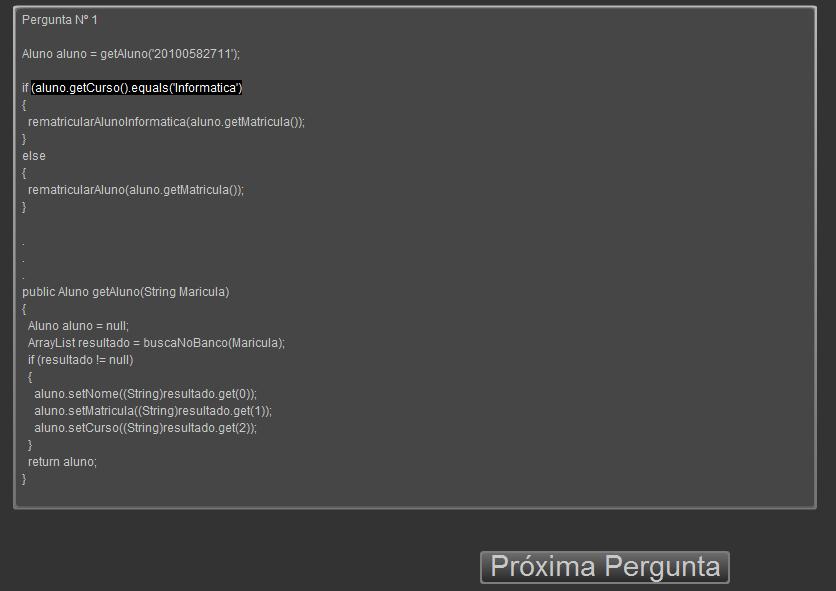 Pergunta Nº 1
Aluno aluno = getAluno('20100582711');
if (aluno.getCurso().equals('Informatica')
{
rematricularAlunoInformatica(aluno.getMatricula());
}
else
{
rematricularAluno(aluno.getMatricula());
}
.
.
.
public Aluno getAluno(String Maricula)
{
Aluno aluno = null;
ArrayList resultado = buscaNoBanco(Maricula);
if (resultado != null)
{
aluno.setNome((String)resultado.get(0));
aluno.setMatricula((String)resultado.get(1));
aluno.setCurso((String)resultado.get(2));
}
return aluno;
}
Próxima Pergunta